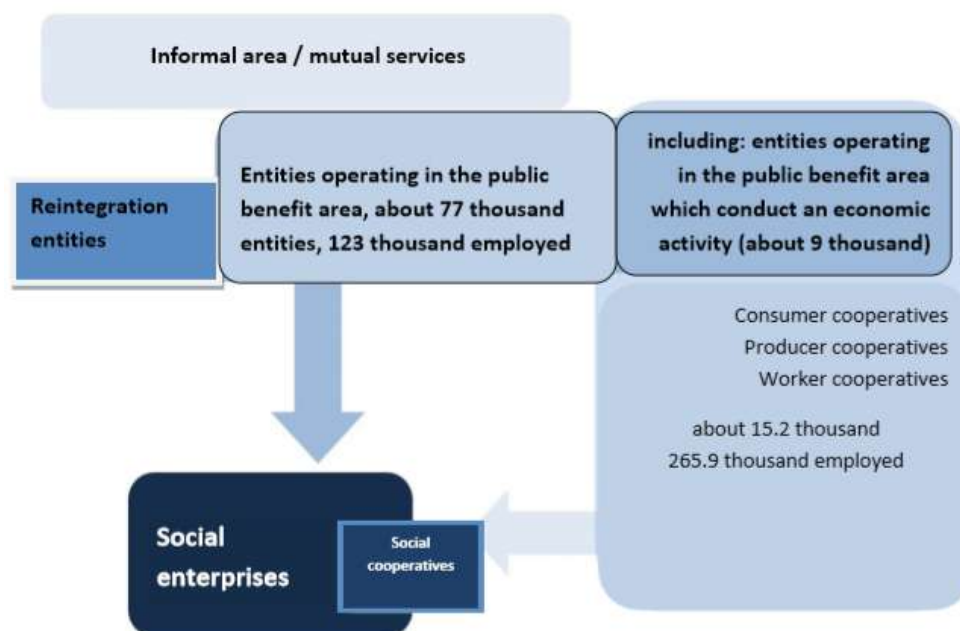 Informal area / mutual services
Reintegration
entities
Entities operating in the public
benefit area, about 77 thousand
entities, 123 thousand employed
including: entities operating
in the public benefit area
which conduct an economic
activity (about 9 thousand)
Consumer cooperatives
Producer cooperatives
Worker cooperatives
about 15.2 thousand
265.9 thousand employed
Social
enterprises
Social
cooperatives